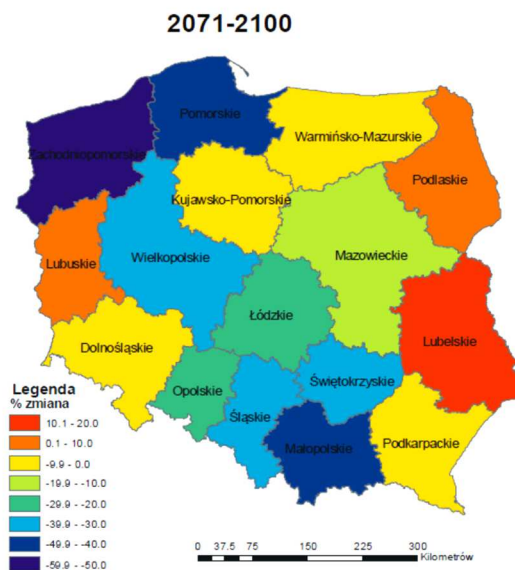 2071-2100
Pomorskie
Zachodniopomorskie
Warmińsko-Mazurskie
Podlaskie
Kujawsko-Pomorskie
Lubuskie
Wielkopolskie
Mazowieckie
Łódzkie
Lubelskie
Dolnośląskie
Opolskie
Śląskie
Świętokrzyskie
Małopolskie
Podkarpackie
Legenda
% zmiana
10.1 - 20.0
0.1 - 10.0
-9.9 - 0.0
-19.9 - -10.0
-29.9 - -20.0
-39.9 - -30.0
-49.9 - -40.0
-59.9 - -50.0
0 37.5 75 150 225 300
Kilometrów